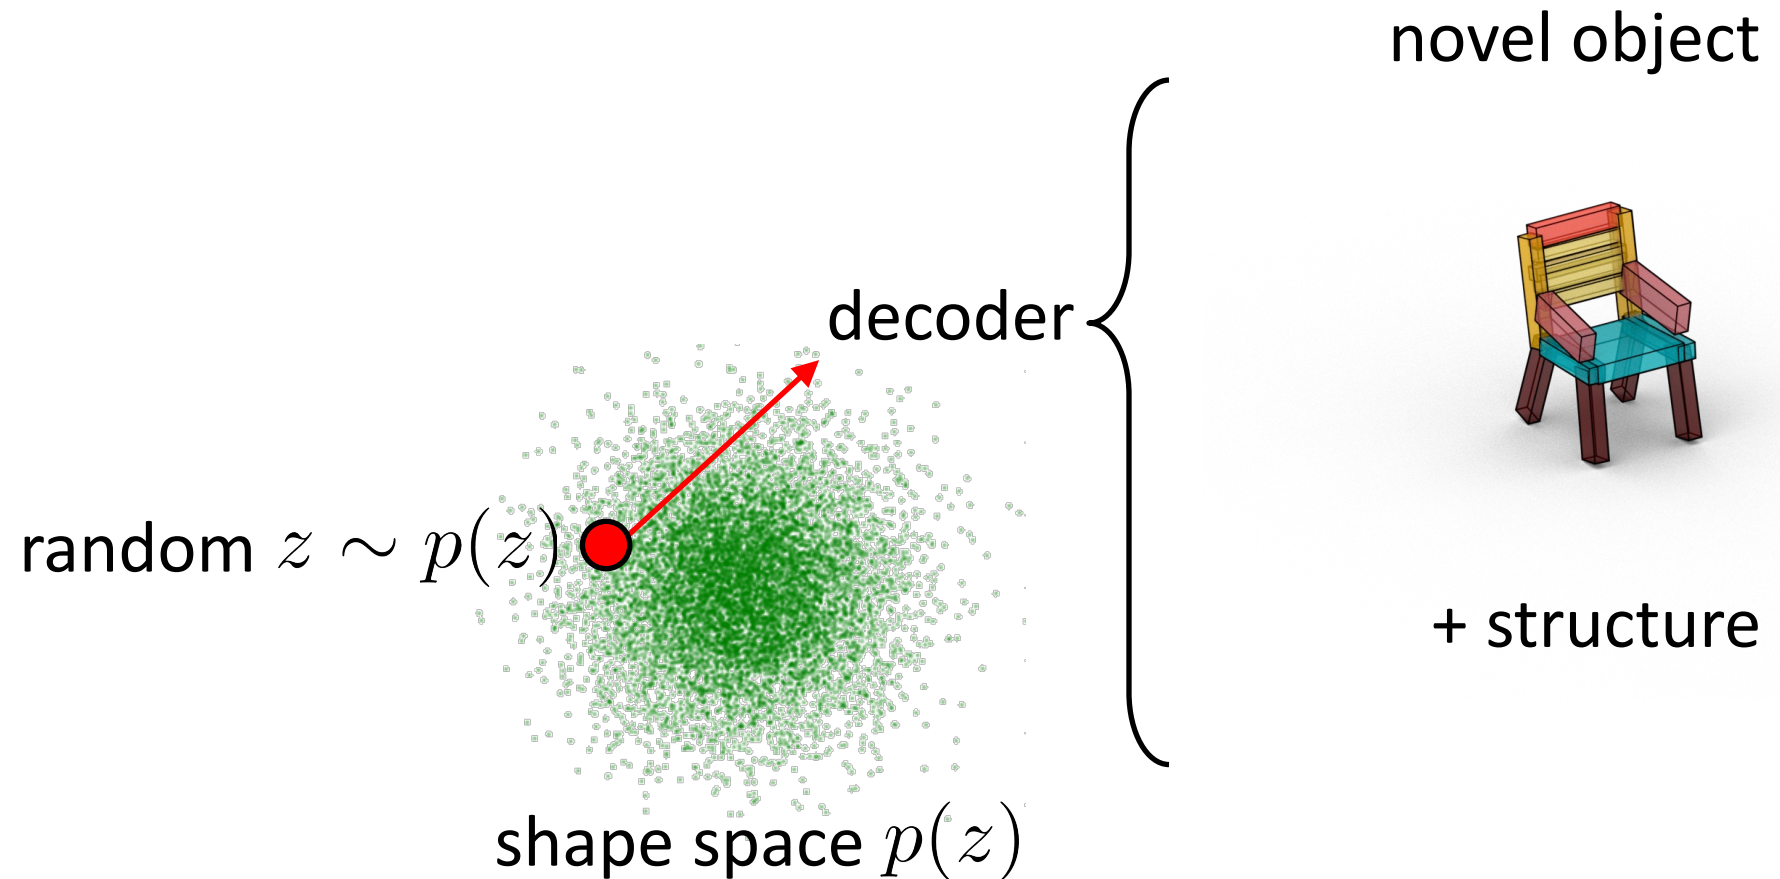 novel object
decoder
random z ∼ p(z)
+ structure
shape space p(z)